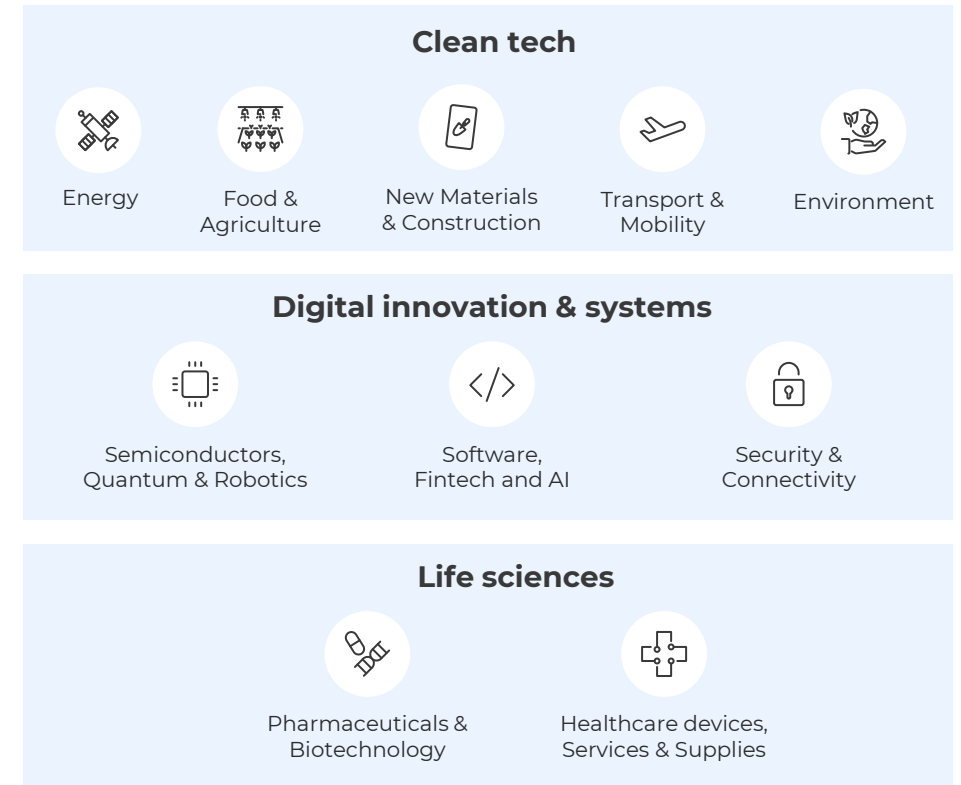 Clean tech
Energy
Food &
Agriculture
New Materials
& Construction
Transport &
Mobility
Environment
Digital innovation & systems
Semiconductors,
Quantum & Robotics
Software,
Fintech and AI
Security &
Connectivity
Life sciences
Pharmaceuticals &
Biotechnology
Healthcare devices,
Services & Supplies